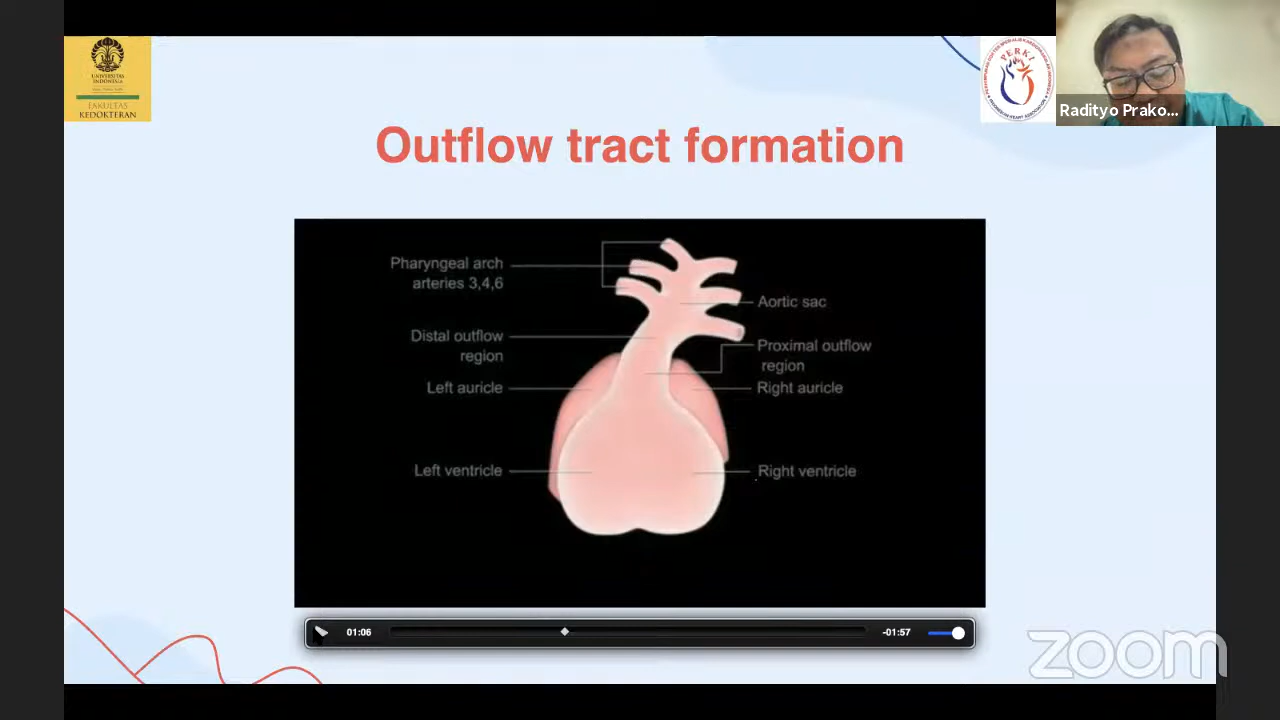 UNIVERSITAS
INDONESIA
FAKULTAS
KEDOKTERAN
PERKI
Radityo Prako...
Outflow tract formation
Pharyngeal arch
arteries 3,4,6
Aortic sac
Distal outflow
region
Proximal outflow
region
Left auricle
Right auricle
Left ventricle
Right ventricle
01:06
-01:57
zoom